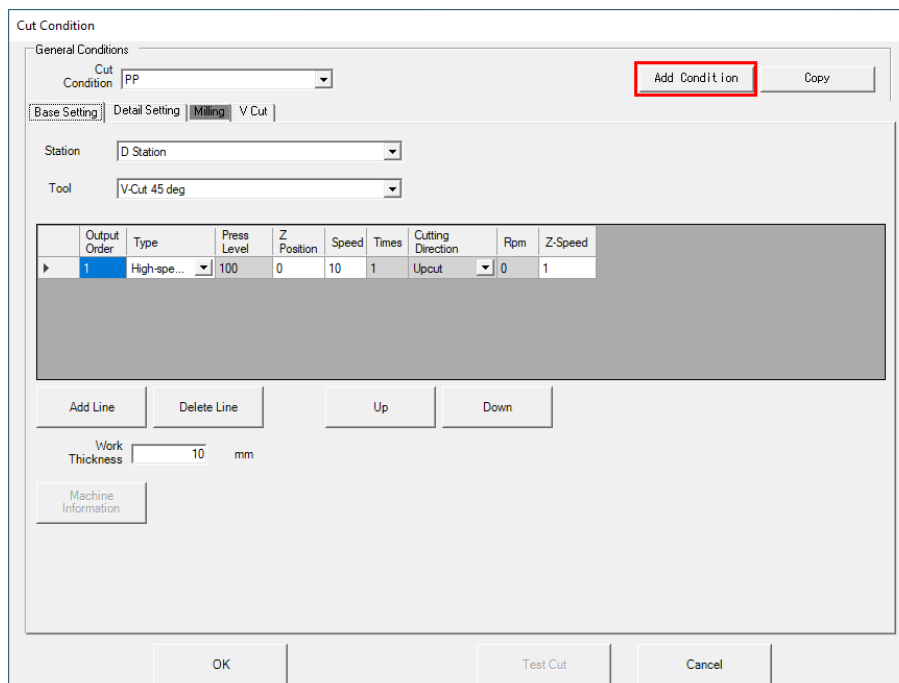 Cut Condition
General Conditions
Cut
Condition
PP
Add Condition
Copy
Base Setting
Detail Setting
Milling
V Cut
Station
D Station
Tool
V-Cut 45 deg
Output
Order
Type
Press
Level
Z
Position
Speed
Times
Cutting
Direction
Rpm
Z-Speed
1
High-spe...
100
0
10
1
Upcut
0
1
Add Line
Delete Line
Up
Down
Work
Thickness
10
mm
Machine
Information
OK
Test Cut
Cancel